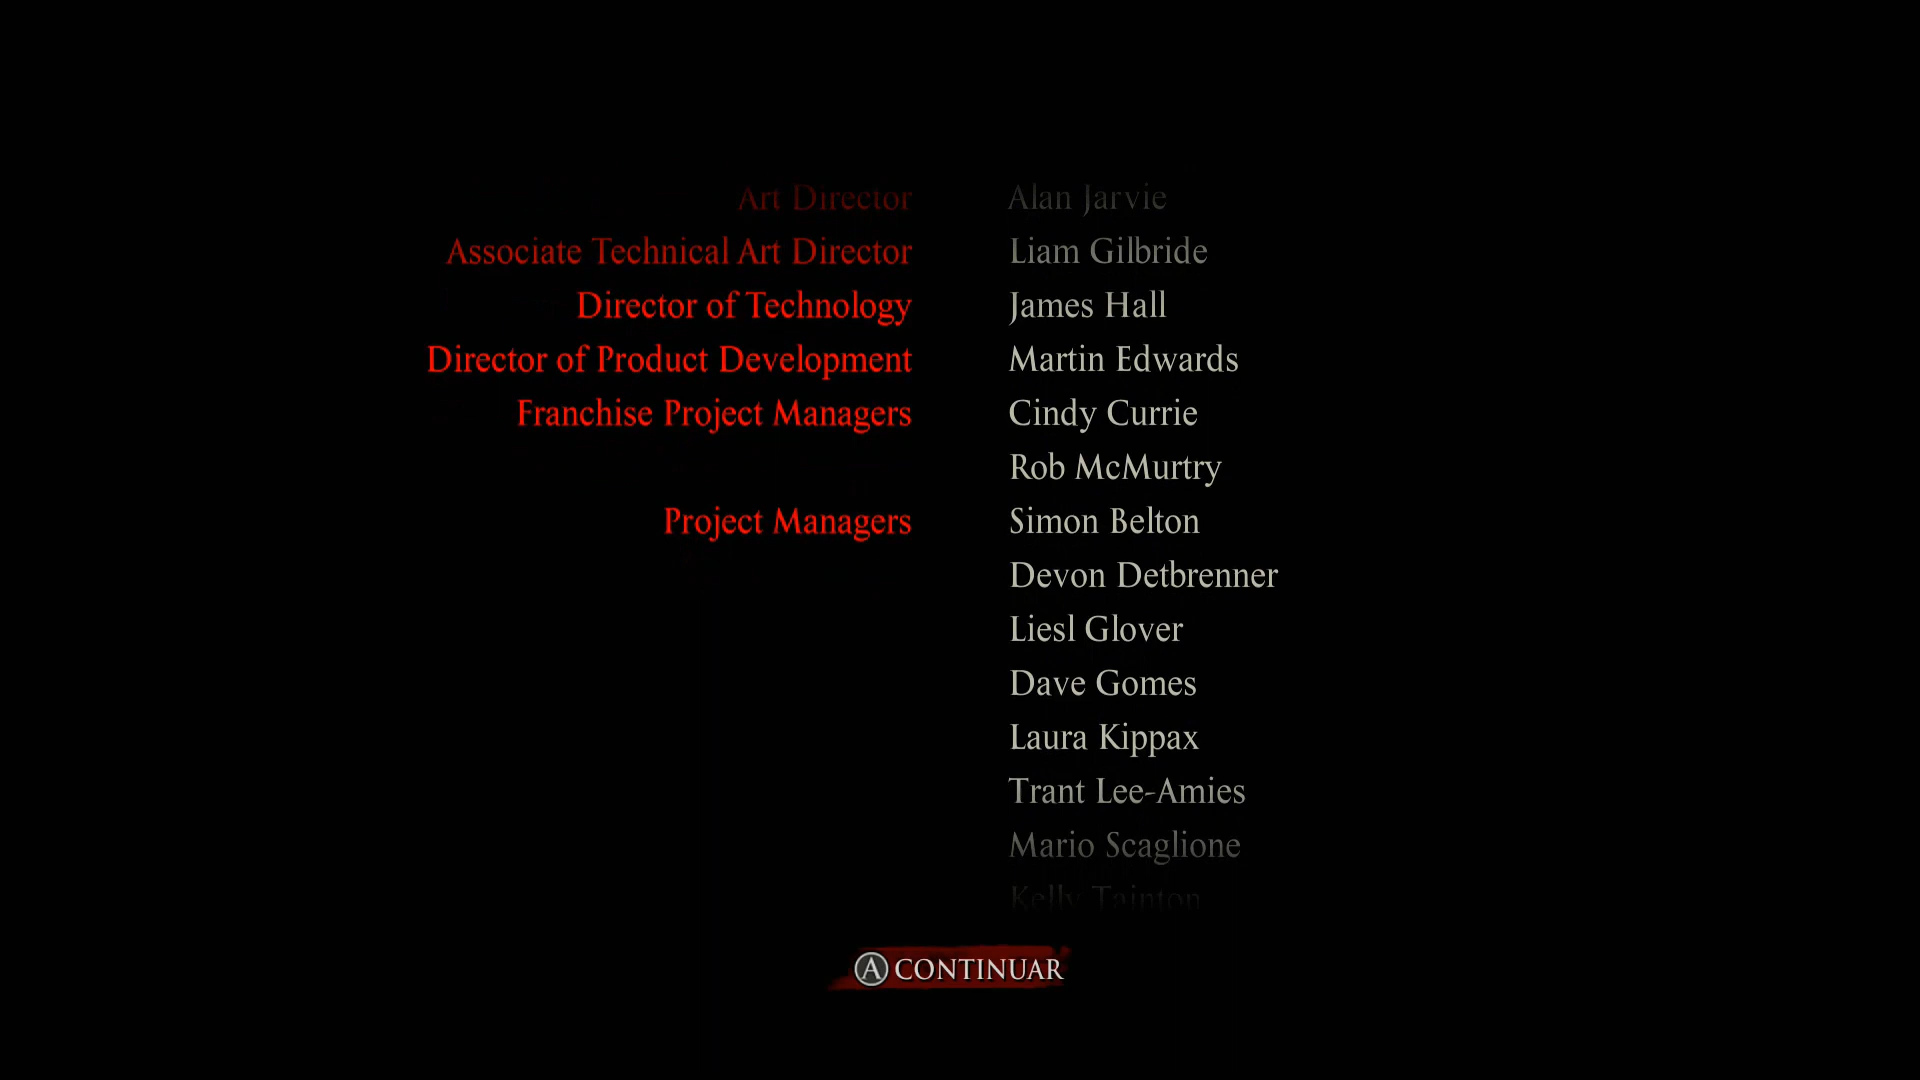 Art Director Alan Jarvie
Associate Technical Art Director Liam Gilbride
Director of Technology James Hall
Director of Product Development Martin Edwards
Franchise Project Managers Cindy Currie
Rob McMurtry
Project Managers Simon Belton
Devon Detbrenner
Liesl Glover
Dave Gomes
Laura Kippax
Trant Lee-Amies
Mario Scaglione
Kelly Tainton
A CONTINUAR